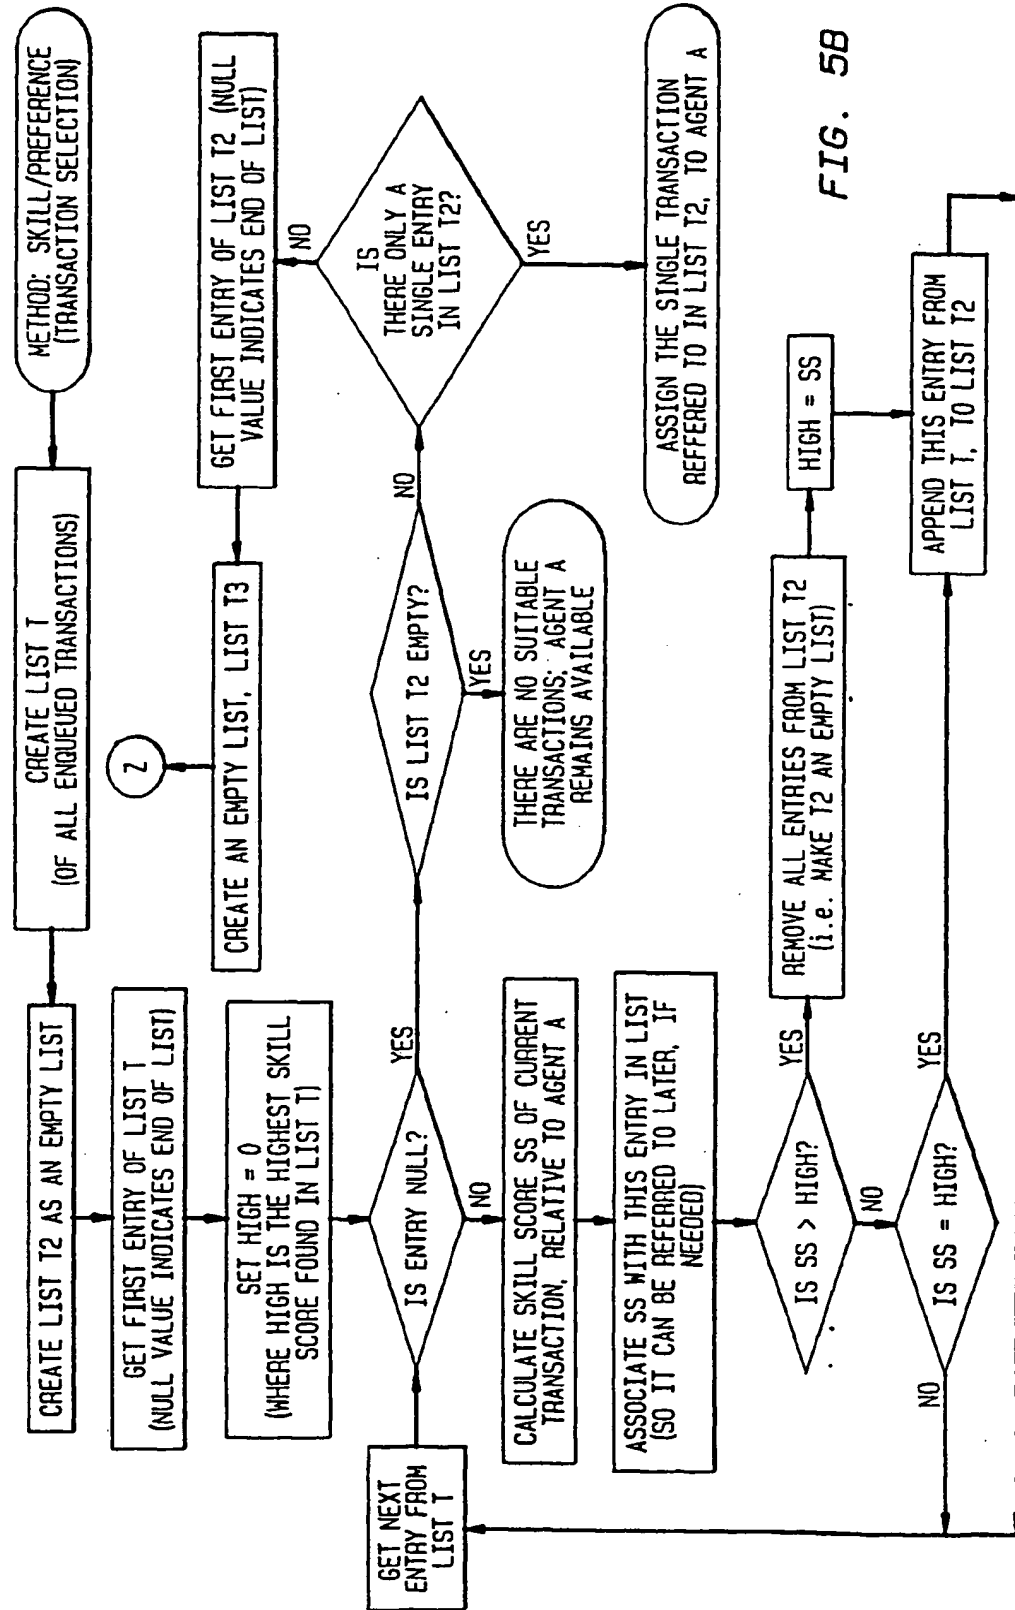 METHOD: SKILL/PREFERENCE
(TRANSACTION SELECTION)
CREATE LIST T
(OF ALL ENQUEUED TRANSACTIONS)
CREATE LIST T2 AS AN EMPTY LIST
GET FIRST ENTRY OF LIST T
(NULL VALUE INDICATES END OF LIST)
SET HIGH = 0
(WHERE HIGH IS THE HIGHEST SKILL
SCORE FOUND IN LIST T)
GET NEXT
ENTRY FROM
LIST T
IS ENTRY NULL?
YES
NO
IS LIST T2 EMPTY?
NO
YES
THERE ARE NO SUITABLE
TRANSACTIONS; AGENT A
REMAINS AVAILABLE
IS
THERE ONLY A
SINGLE ENTRY
IN LIST T2?
NO
YES
GET FIRST ENTRY OF LIST T2 (NULL
VALUE INDICATES END OF LIST)
CREATE AN EMPTY LIST, LIST T3
2
ASSIGN THE SINGLE TRANSACTION
REFFERED TO IN LIST T2, TO AGENT A
CALCULATE SKILL SCORE SS OF CURRENT
TRANSACTION, RELATIVE TO AGENT A
ASSOCIATE SS WITH THIS ENTRY IN LIST
(SO IT CAN BE REFERRED TO LATER, IF
NEEDED)
IS SS > HIGH?
YES
NO
REMOVE ALL ENTRIES FROM LIST T2
(i.e. MAKE T2 AN EMPTY LIST)
HIGH = SS
IS SS = HIGH?
YES
NO
APPEND THIS ENTRY FROM
LIST T, TO LIST T2
FIG. 5B